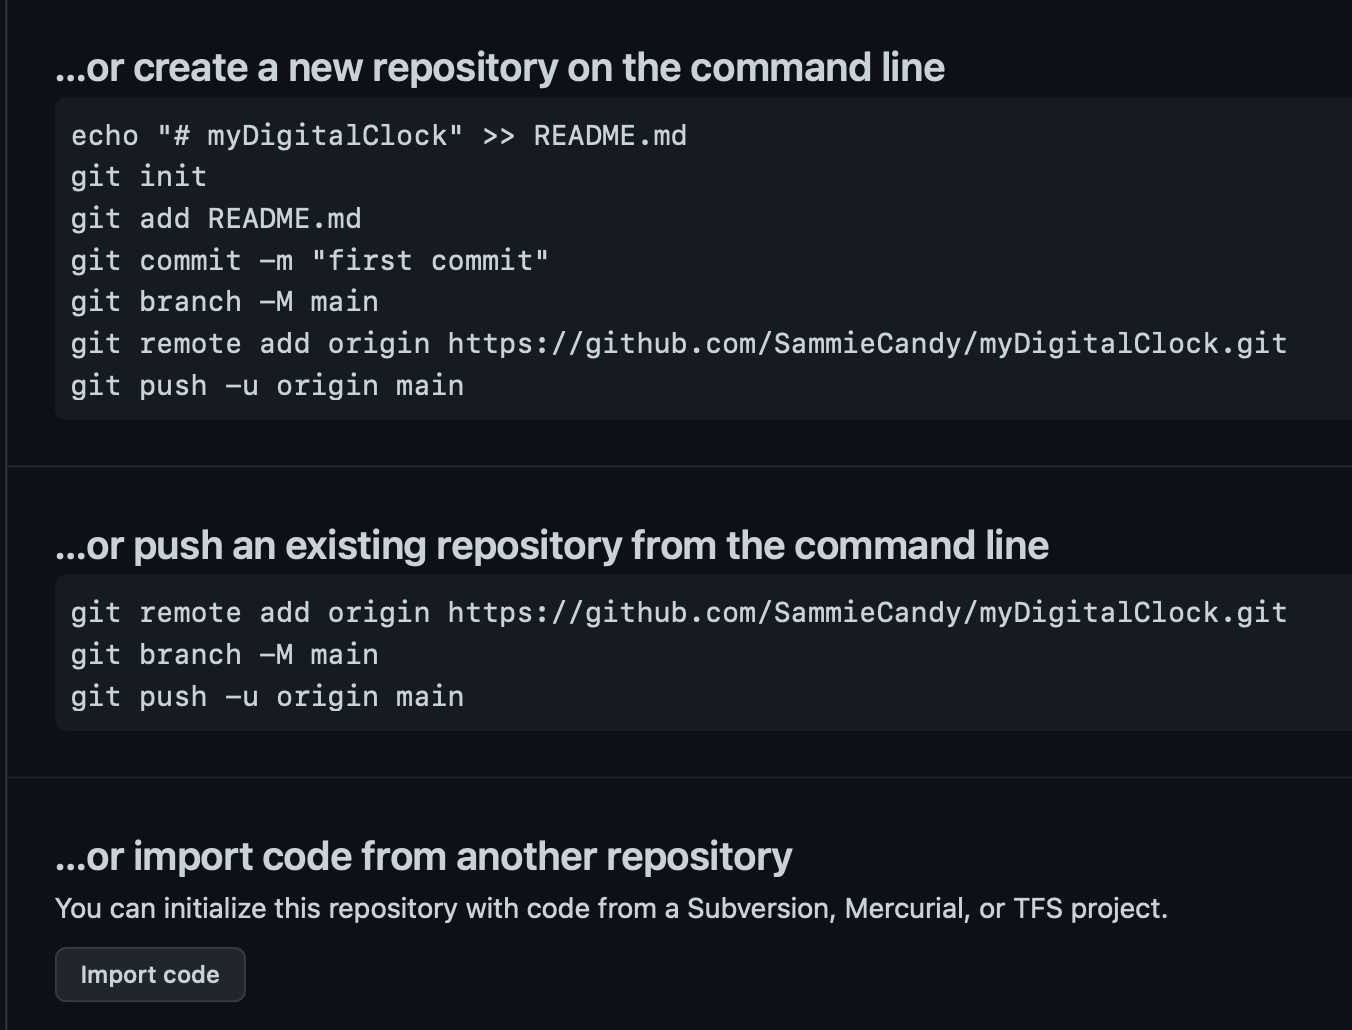 ...or create a new repository on the command line
echo "# myDigitalClock" >> README.md
git init
git add README.md
git commit -m "first commit"
git branch -M main
git remote add origin https://github.com/SammieCandy/myDigitalClock.git
git push -u origin main
...or push an existing repository from the command line
git remote add origin https://github.com/SammieCandy/myDigitalClock.git
git branch -M main
git push -u origin main
...or import code from another repository
You can initialize this repository with code from a Subversion, Mercurial, or TFS project.
Import code